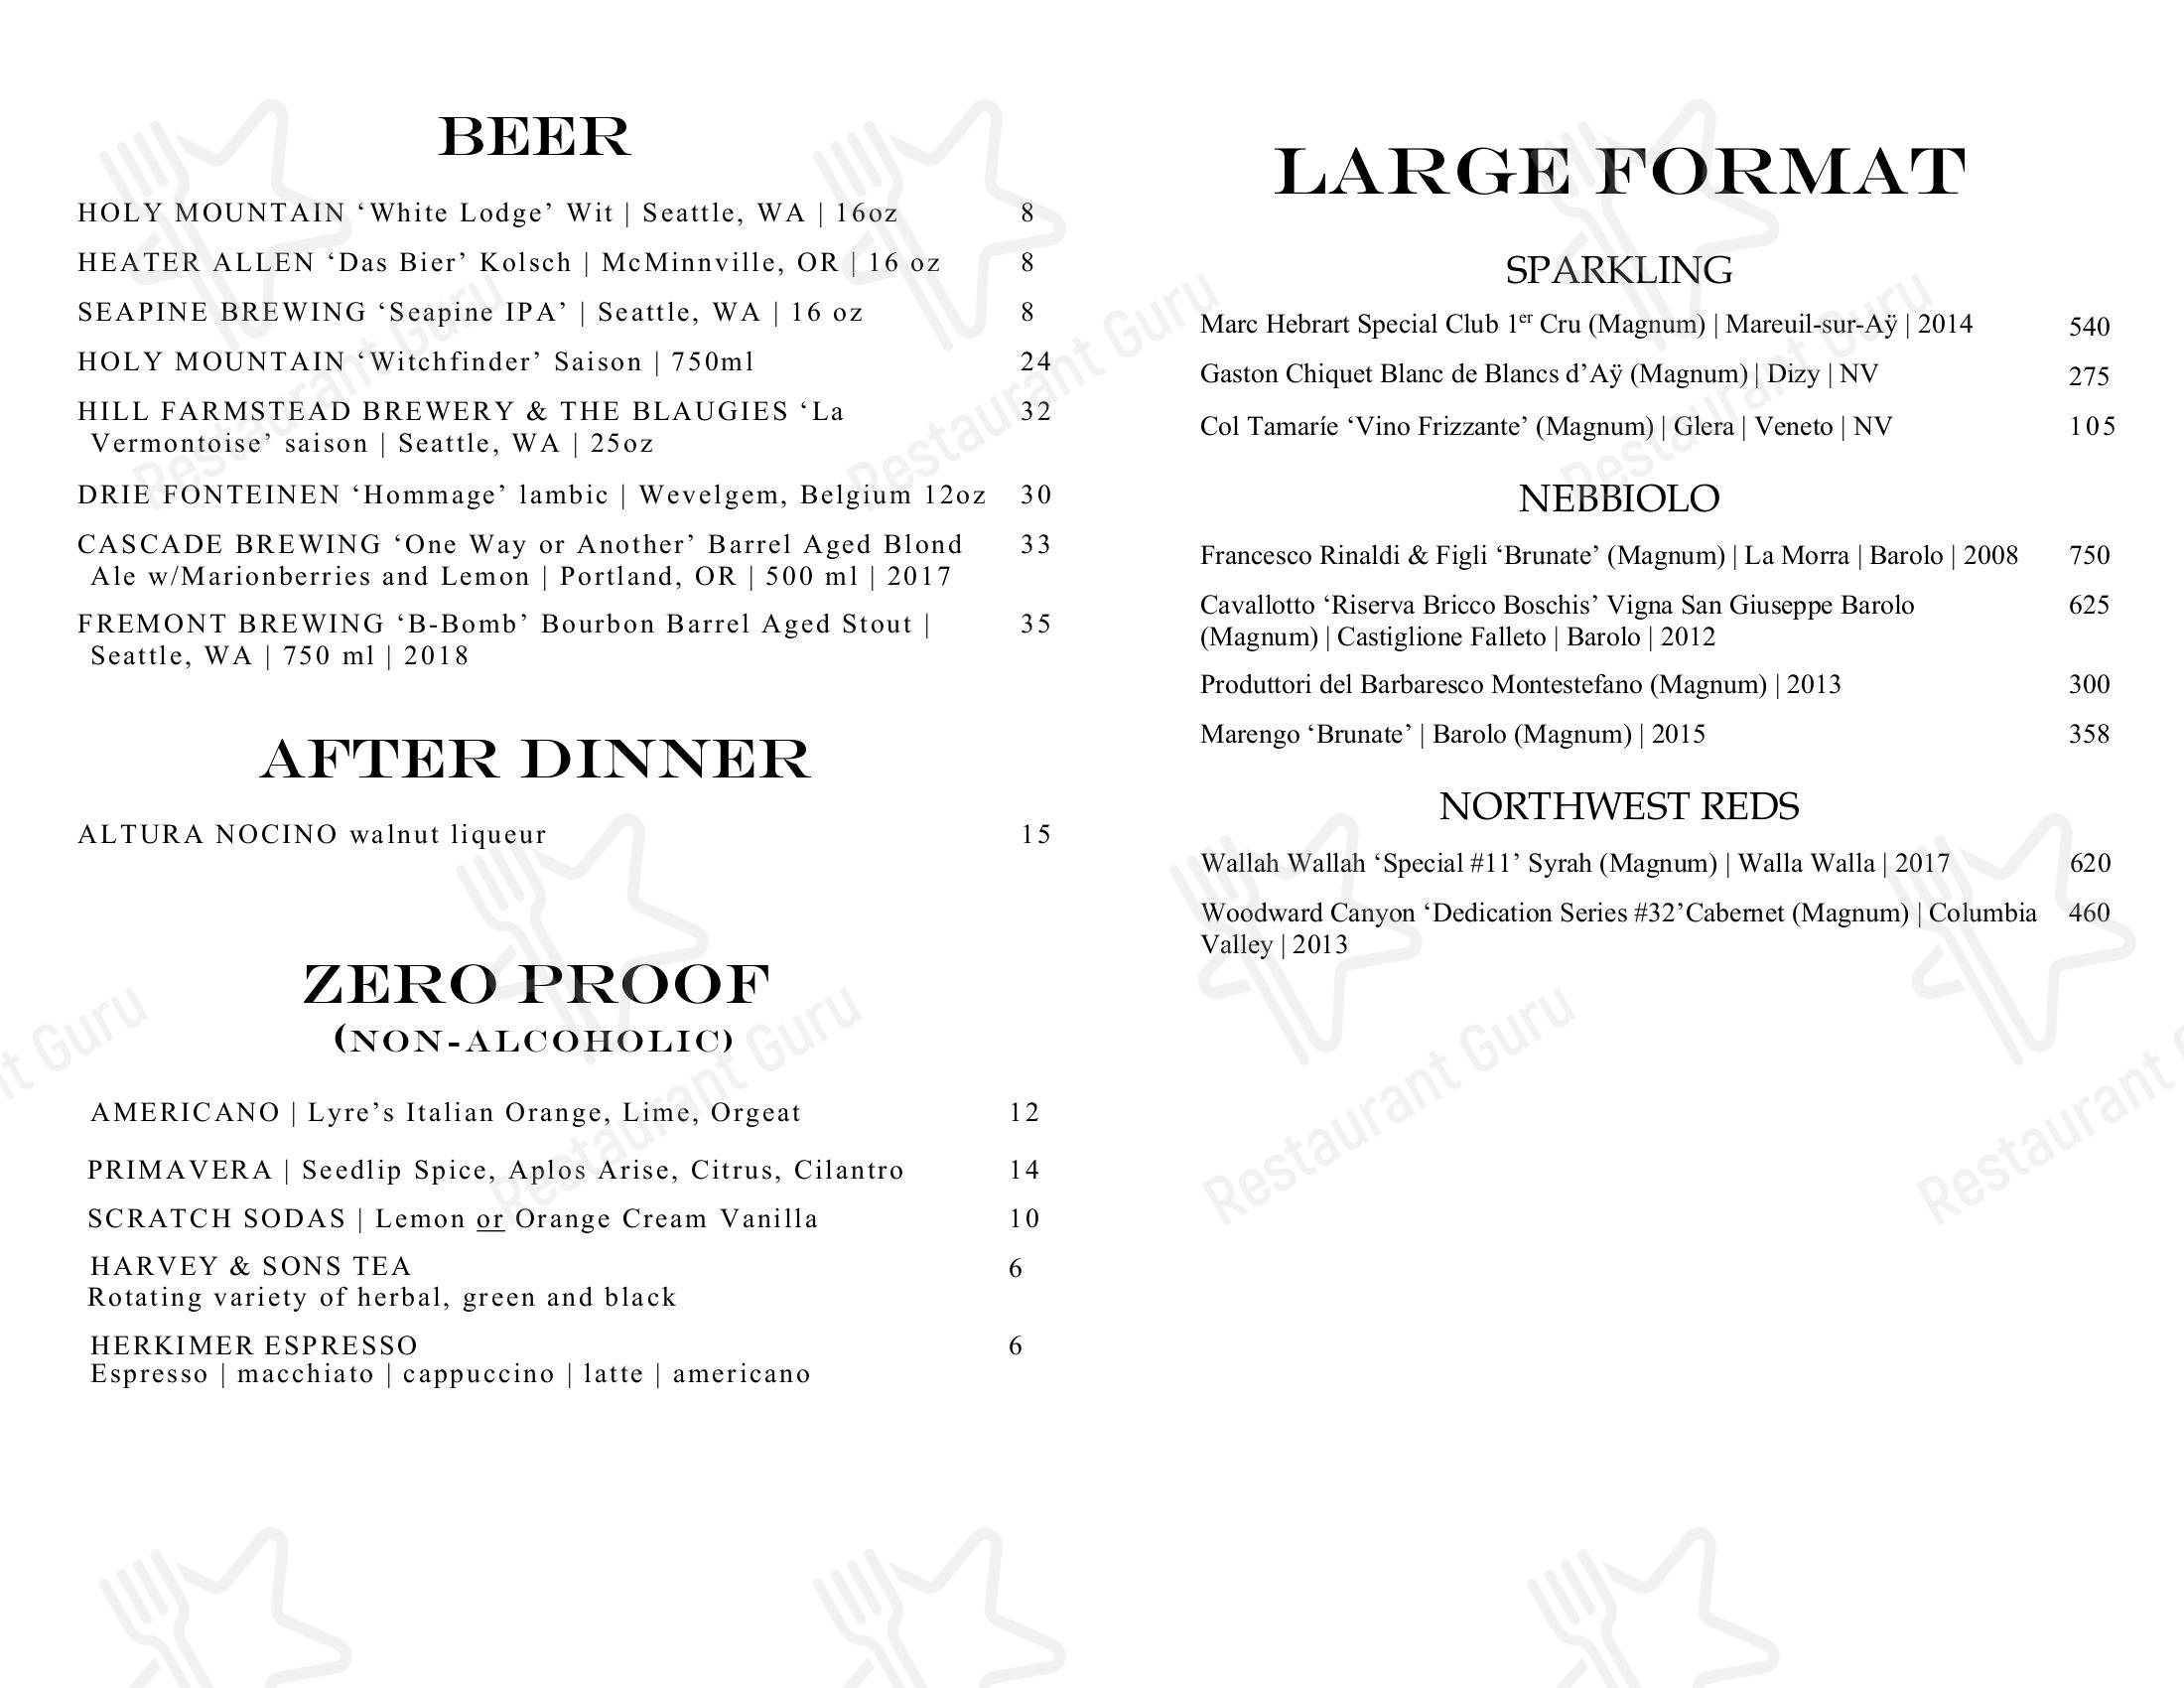 BEER
HOLY MOUNTAIN ‘White Lodge’ Wit | Seattle, WA | 16oz 8
HEATER ALLEN ‘Das Bier’ Kolsch | McMinnville, OR | 16 oz 8
SEAPINE BREWING ‘Seapine IPA’ | Seattle, WA | 16 oz 8
HOLY MOUNTAIN ‘Witchfinder’ Saison | 750ml 24
HILL FARMSTEAD BREWERY & THE BLAUGIES ‘La 32
Vermontoise’ saison | Seattle, WA | 25oz
DRIE FONTEINEN ‘Hommage’ lambic | Wevelgem, Belgium 12oz 30
CASCADE BREWING ‘One Way or Another’ Barrel Aged Blond 33
Ale w/Marionberries and Lemon | Portland, OR | 500 ml | 2017
FREMONT BREWING ‘B-Bomb’ Bourbon Barrel Aged Stout | 35
Seattle, WA | 750 ml | 2018
AFTER DINNER
ALTURA NOCINO walnut liqueur 15
ZERO PROOF
(NON-ALCOHOLIC)
AMERICANO | Lyre’s Italian Orange, Lime, Orgeat 12
PRIMAVERA | Seedlip Spice, Aplos Arise, Citrus, Cilantro 14
SCRATCH SODAS | Lemon or Orange Cream Vanilla 10
HARVEY & SONS TEA 6
Rotating variety of herbal, green and black
HERKIMER ESPRESSO 6
Espresso | macchiato | cappuccino | latte | americano
LARGE FORMAT
SPARKLING
Marc Hebrart Special Club 1er Cru (Magnum) | Mareuil-sur-Aÿ | 2014 540
Gaston Chiquet Blanc de Blancs d’Aÿ (Magnum) | Dizy | NV 275
Col Tamaríe ‘Vino Frizzante’ (Magnum) | Glera | Veneto | NV 105
NEBBIOLO
Francesco Rinaldi & Figli ‘Brunate’ (Magnum) | La Morra | Barolo | 2008 750
Cavallotto ‘Riserva Bricco Boschis’ Vigna San Giuseppe Barolo 625
(Magnum) | Castiglione Falleto | Barolo | 2012
Produttori del Barbaresco Montestefano (Magnum) | 2013 300
Marengo ‘Brunate’ | Barolo (Magnum) | 2015 358
NORTHWEST REDS
Wallah Wallah ‘Special #11’ Syrah (Magnum) | Walla Walla | 2017 620
Woodward Canyon ‘Dedication Series #32’Cabernet (Magnum) | Columbia 460
Valley | 2013
Restaurant Guru
Restaurant Guru
Restaurant Guru
t Guru
Restaurant Guru
Restaurant Guru
Restaurant G